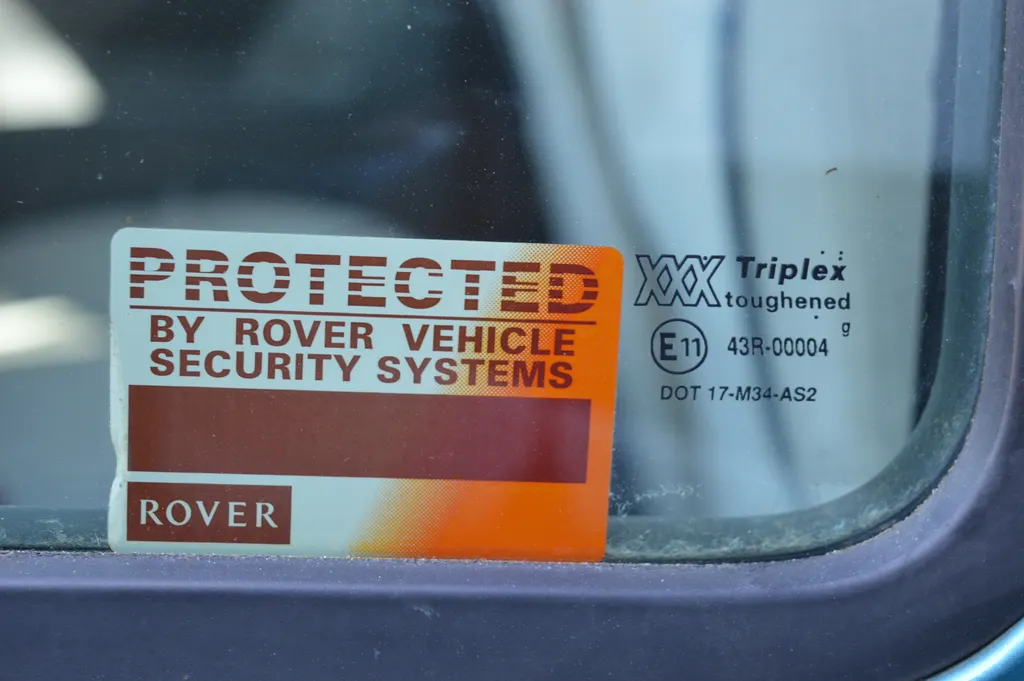 PROTECTED
BY ROVER VEHICLE
SECURITY SYSTEMS
ROVER
XXX Triplex
toughened
g
E11 43R-00004
DOT 17-M34-AS2